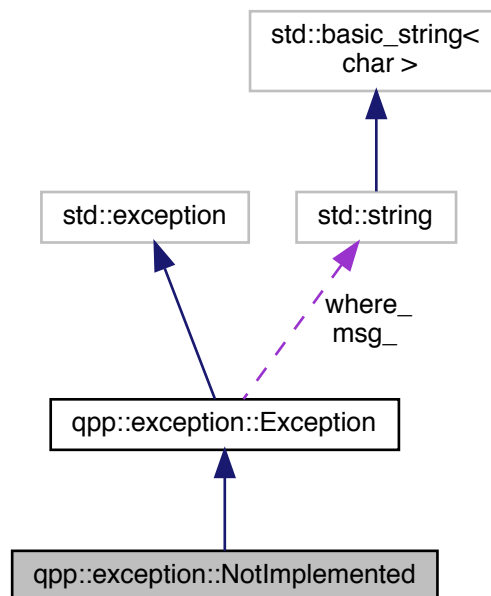 std::basic_string<
char >
std::exception
std::string
where_
msg_
qpp::exception::Exception
qpp::exception::NotImplemented